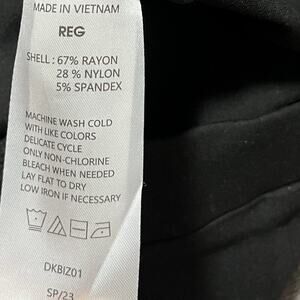 MADE IN VIETNAM
REG
SHELL : 67% RAYON
28 % NYLON
5% SPANDEX
MACHINE WASH COLD
WITH LIKE COLORS
DELICATE CYCLE
ONLY NON-CHLORINE
BLEACH WHEN NEEDED
LAY FLAT TO DRY
LOW IRON IF NECESSARY
DKBIZ01
SP/23